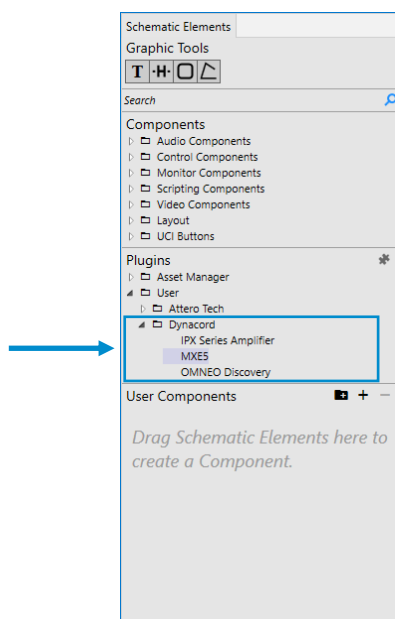 Schematic Elements
Graphic Tools
T H
Search
Components
Audio Components
Control Components
Monitor Components
Scripting Components
Video Components
Layout
UCI Buttons
Plugins
Asset Manager
User
Attero Tech
Dynacord
IPX Series Amplifier
MXE5
OMNEO Discovery
User Components
Drag Schematic Elements here to
create a Component.